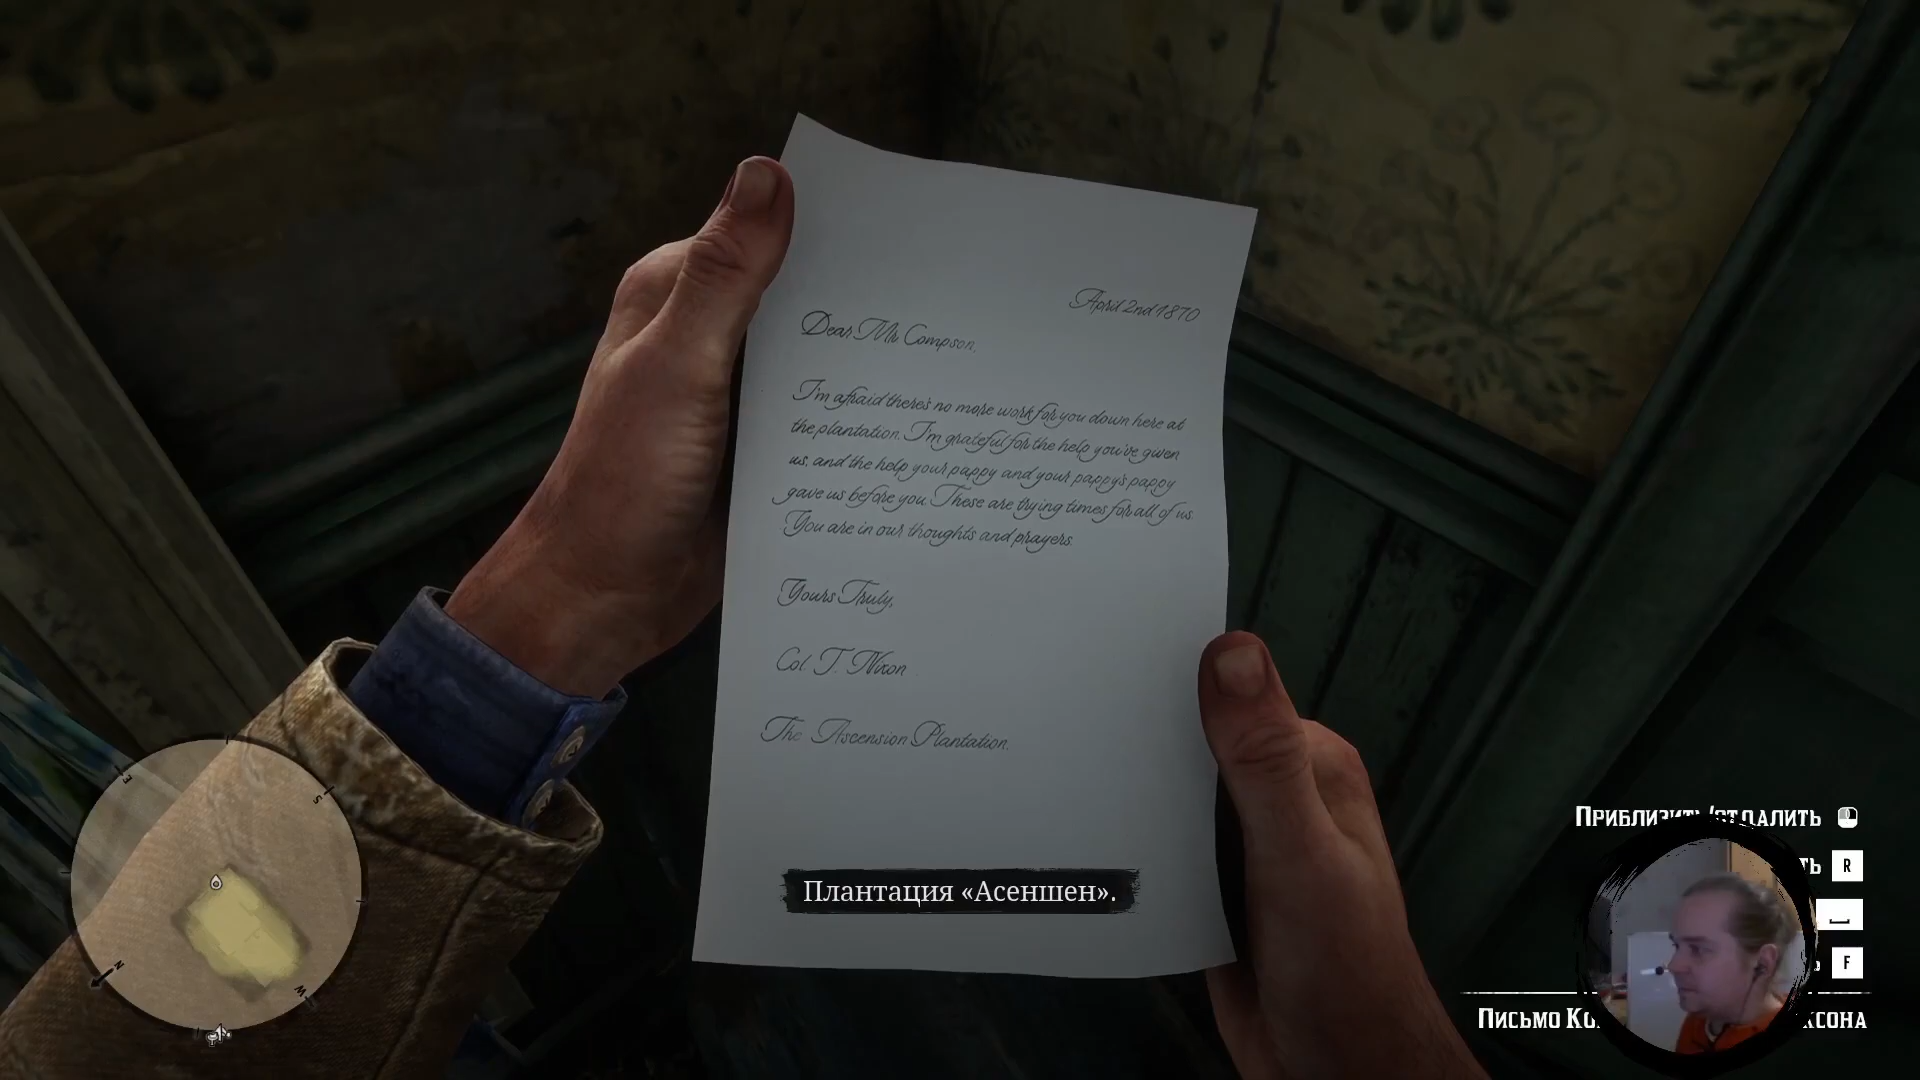 April 2nd 1870
Dear Mr Compson,
I'm afraid there's no more work for you down here at
the plantation. I'm grateful for the help you've given
us, and the help your pappy and your pappy's pappy
gave us before you. These are trying times for all of us.
You are in our thoughts and prayers.
Yours Truly,
Col. T. Nixon
The Ascension Plantation.
Плантация «Асеншен».
Приблизить/отдалить
R
F
Письмо
N
E
S
W